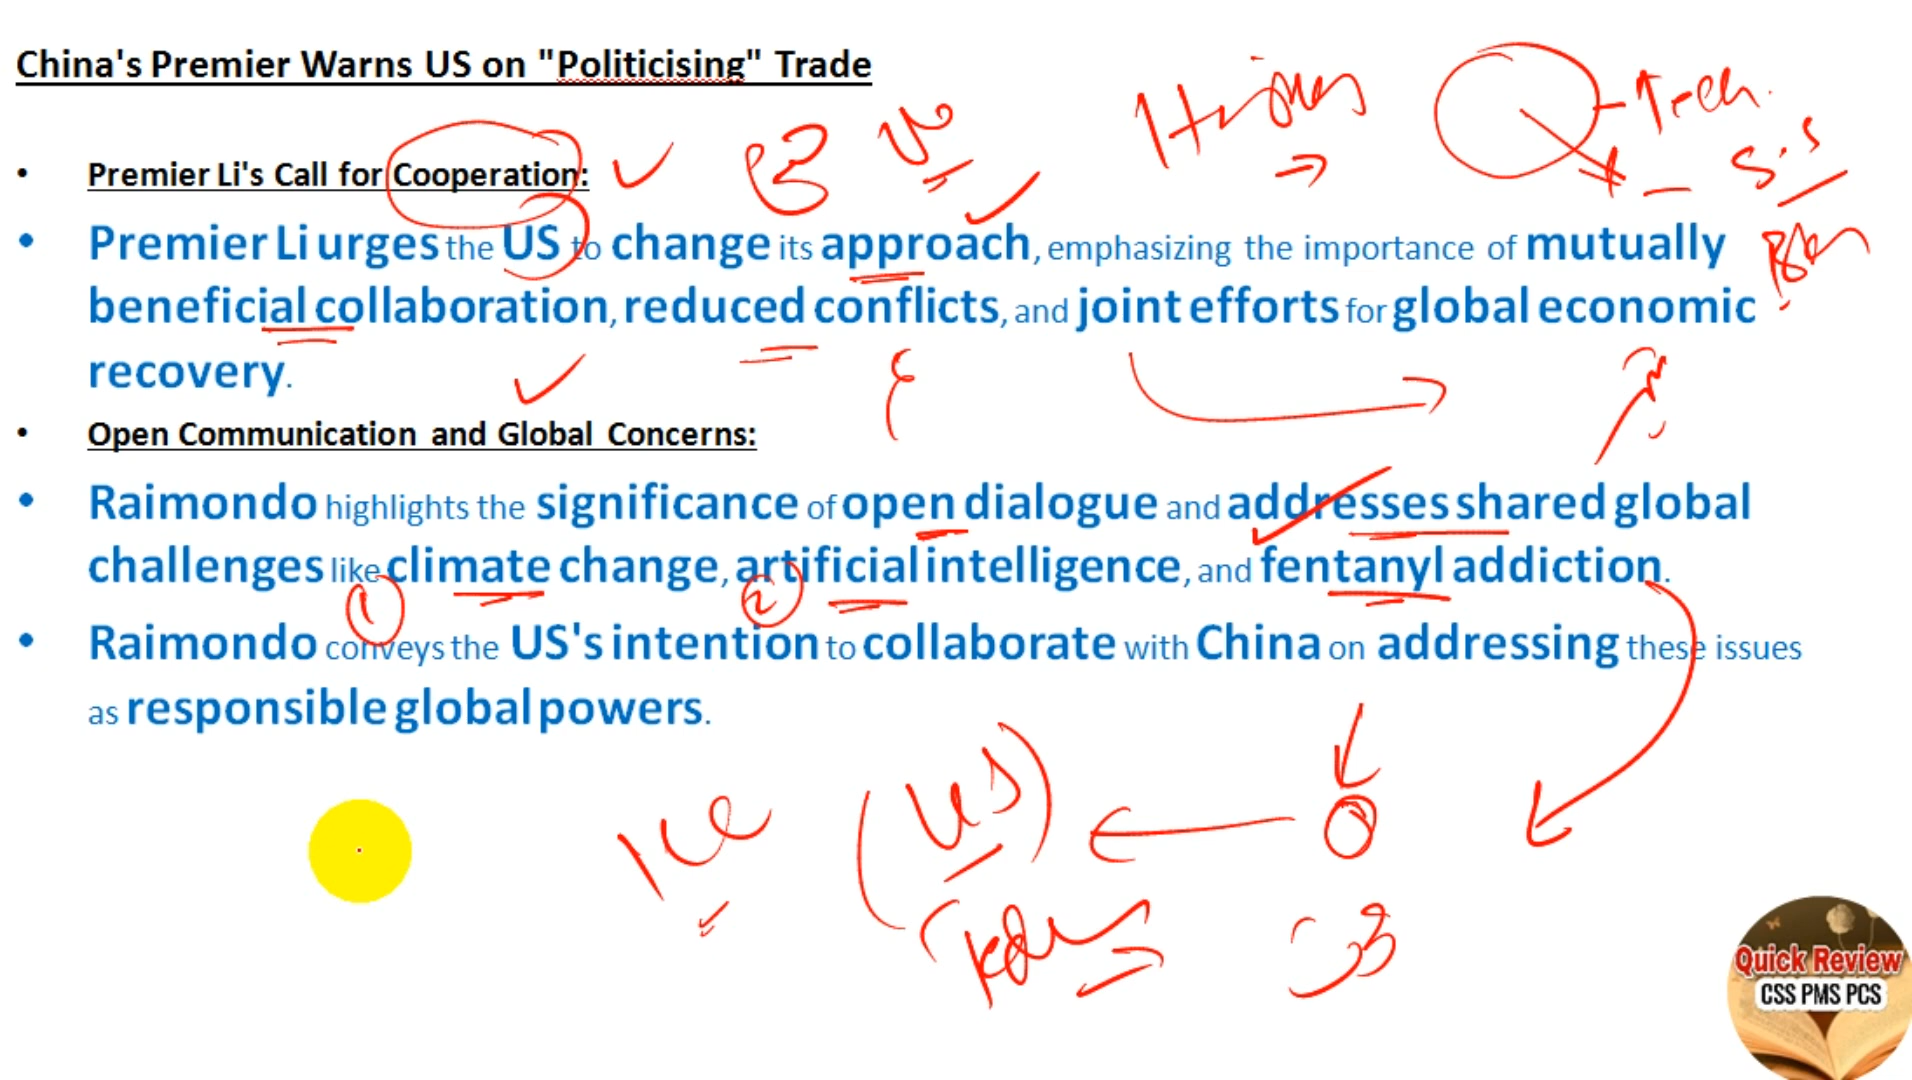 China's Premier Warns US on "Politicising" Trade
• Premier Li's Call for Cooperation:
• Premier Li urges the US to change its approach, emphasizing the importance of mutually
beneficial collaboration, reduced conflicts, and joint efforts for global economic
recovery.
• Open Communication and Global Concerns:
• Raimondo highlights the significance of open dialogue and addresses shared global
challenges like climate change, artificial intelligence, and fentanyl addiction.
• Raimondo conveys the US's intention to collaborate with China on addressing these issues
as responsible global powers.
Tech.
1
2
US
Quick Review
CSS PMS PCS